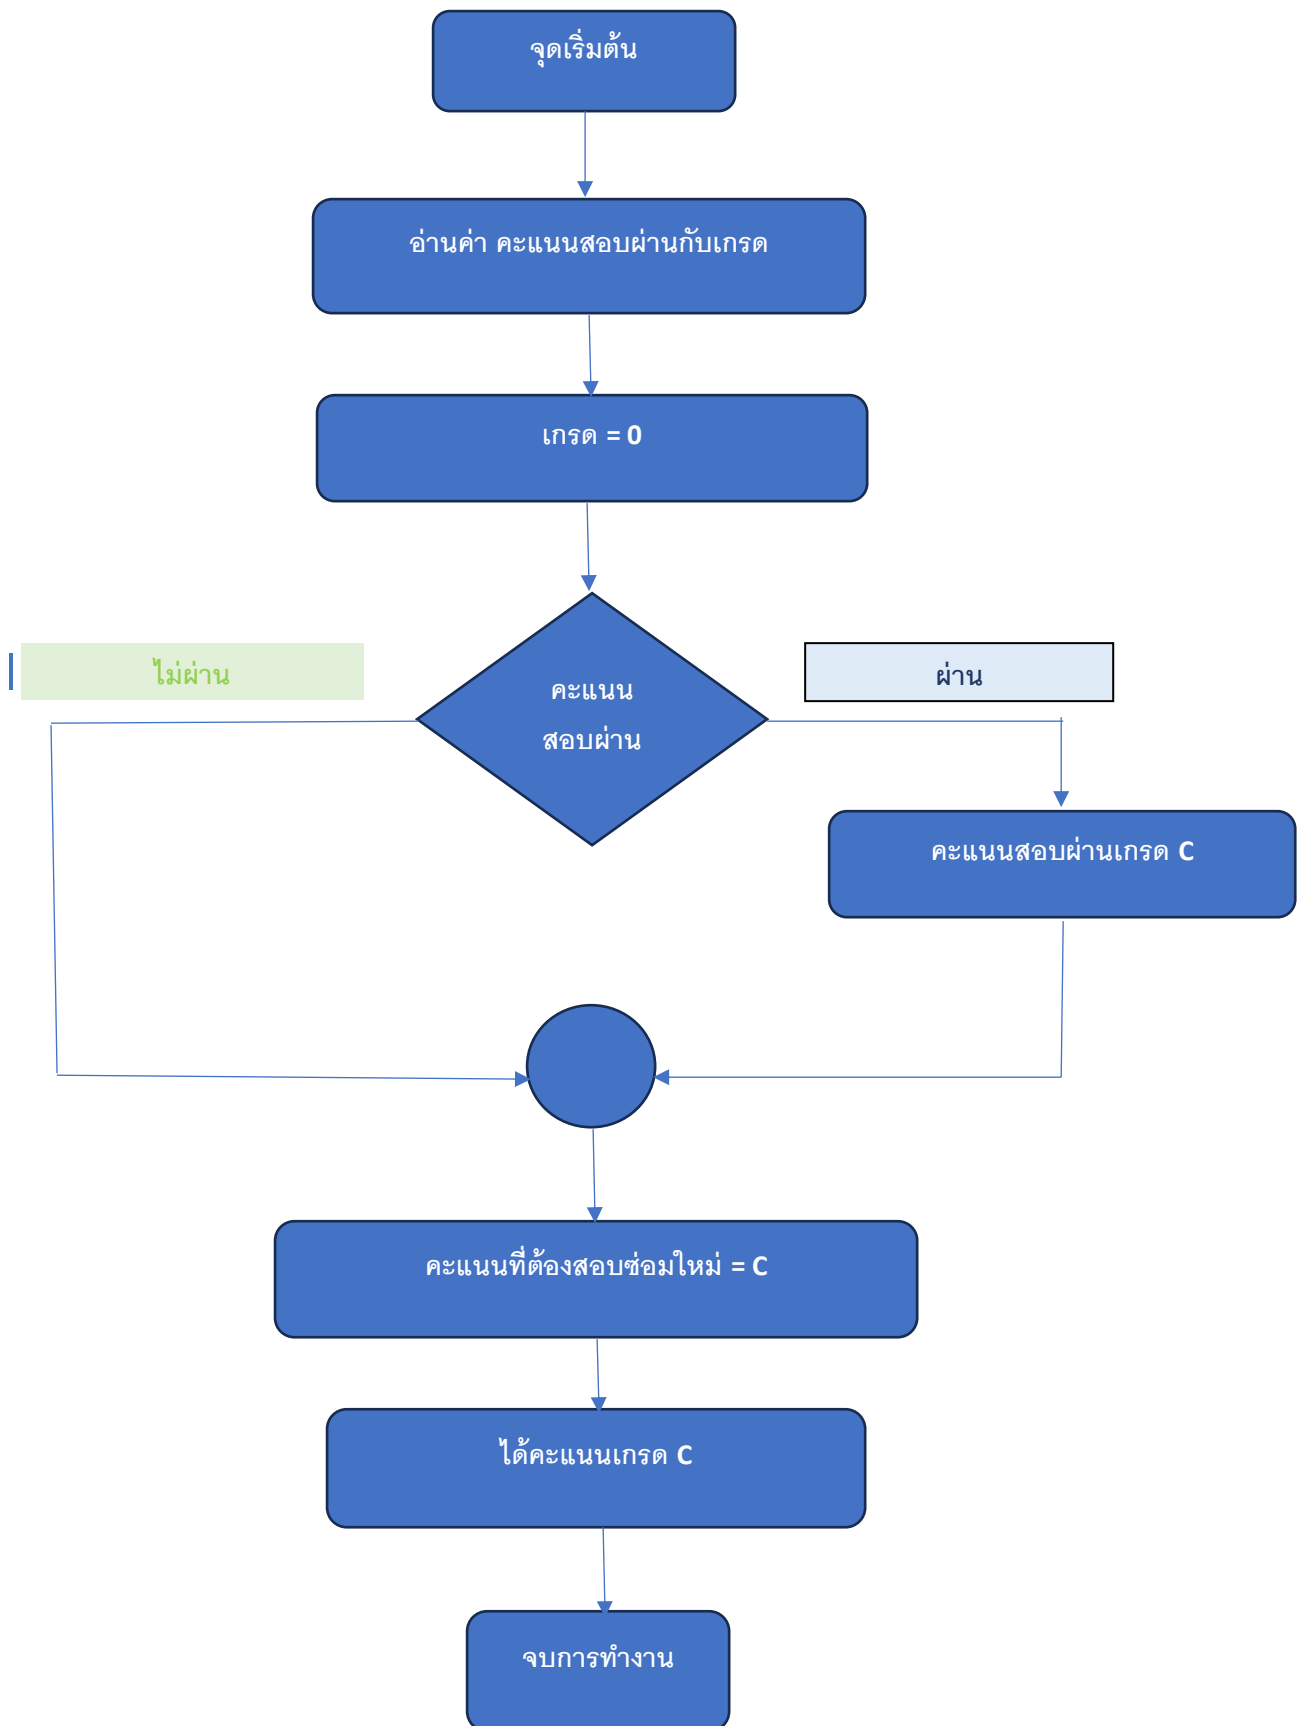 จุดเริ่มต้น
อ่านค่า คะแนนสอบผ่านกับเกรด
เกรด = 0
ไม่ผ่าน
คะแนน
สอบผ่าน
ผ่าน
คะแนนสอบผ่านเกรด C
คะแนนที่ต้องสอบซ่อมใหม่ = C
ได้คะแนนเกรด C
จบการทำงาน